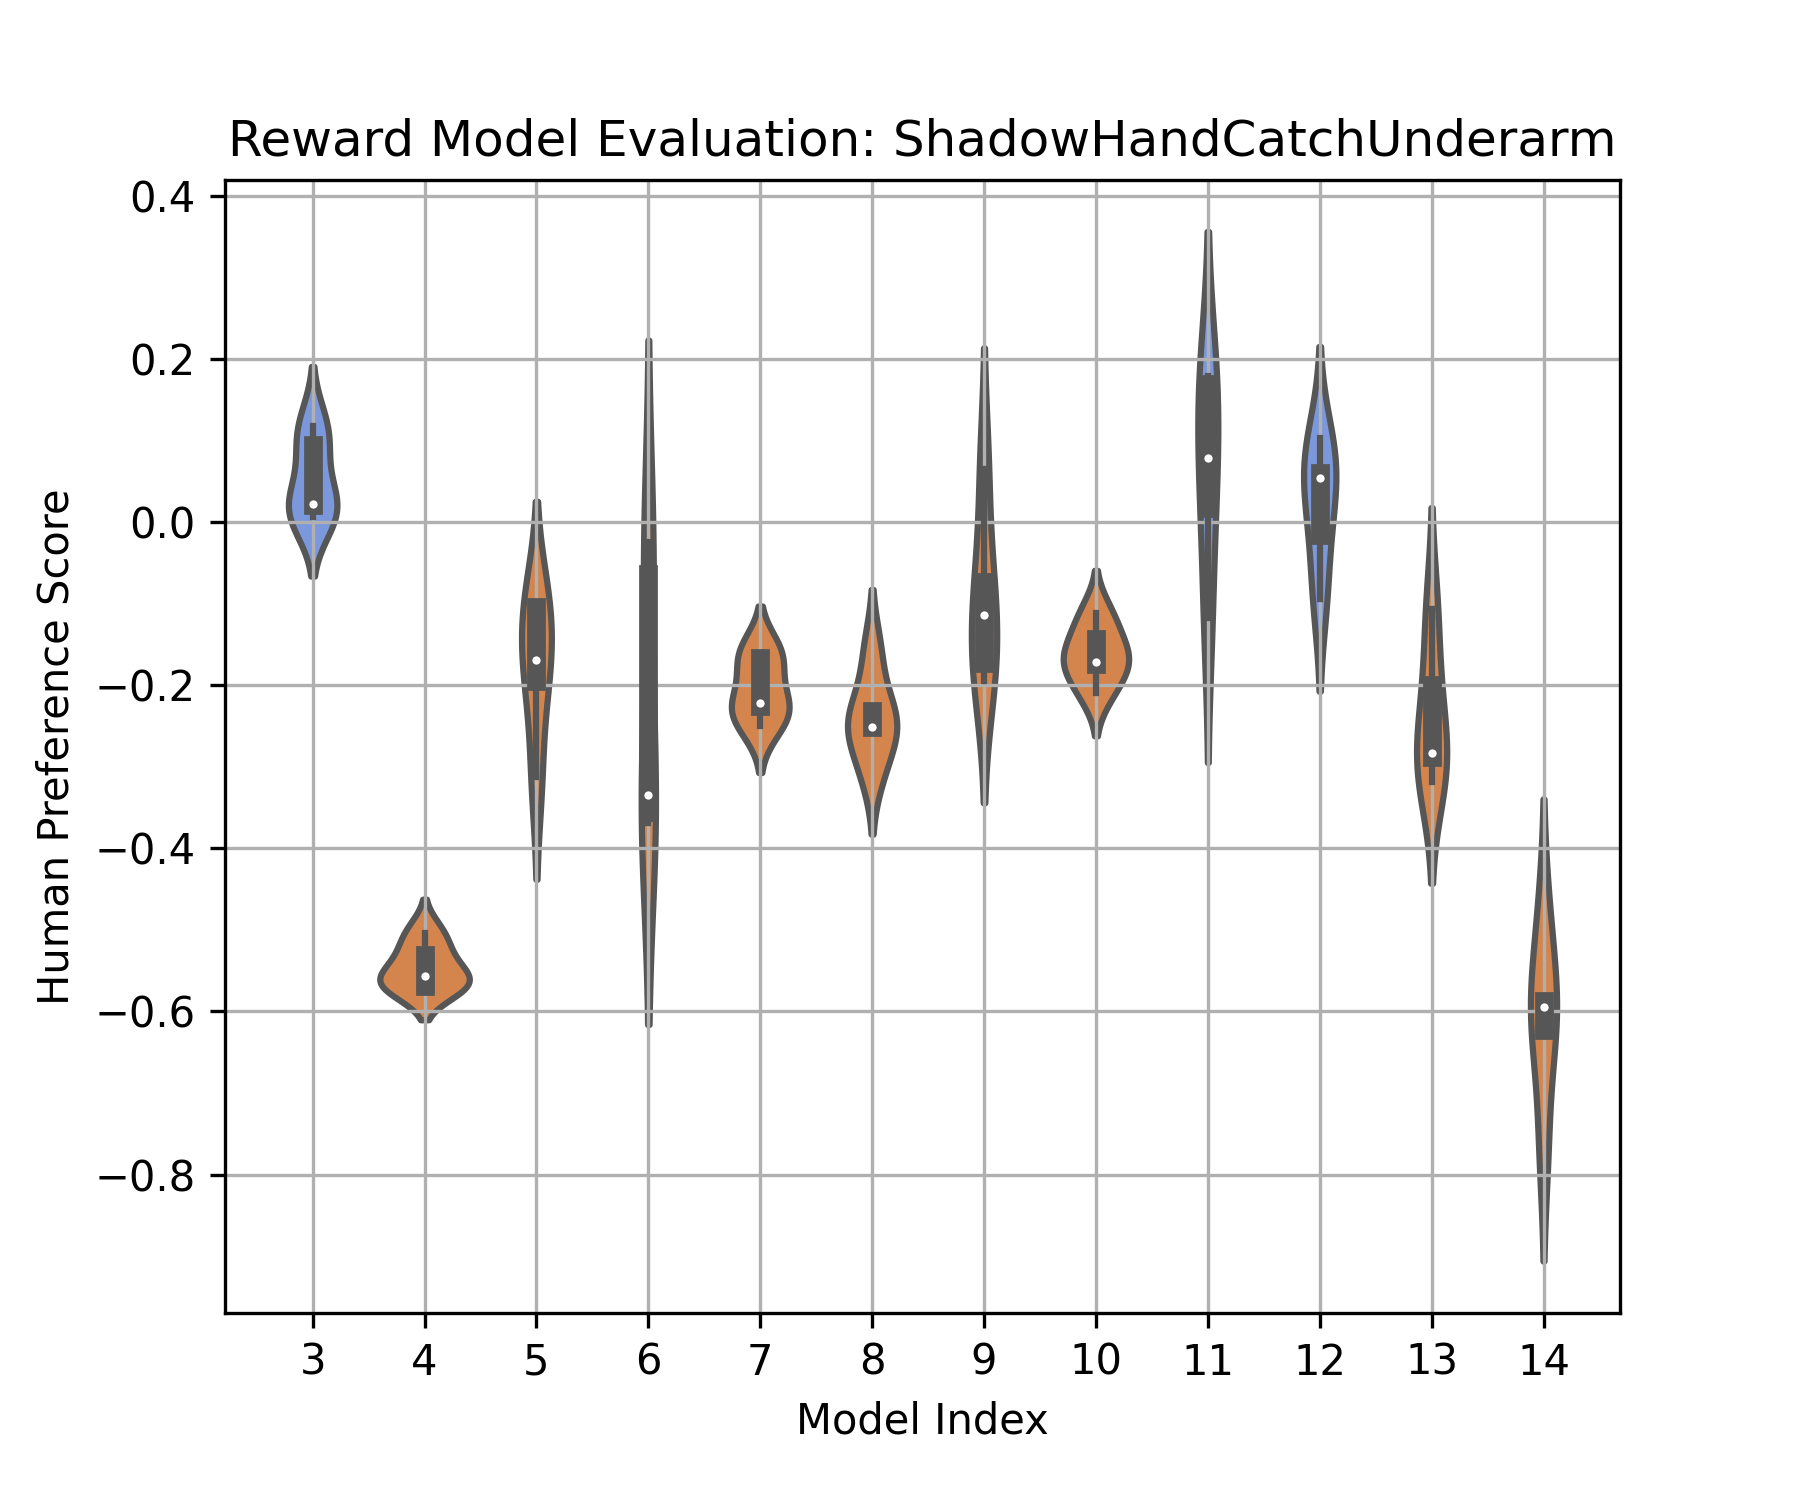 Reward Model Evaluation: ShadowHandCatchUnderarm
Human Preference Score
0.4
0.2
0.0
−0.2
−0.4
−0.6
−0.8
3 4 5 6 7 8 9 10 11 12 13 14
Model Index